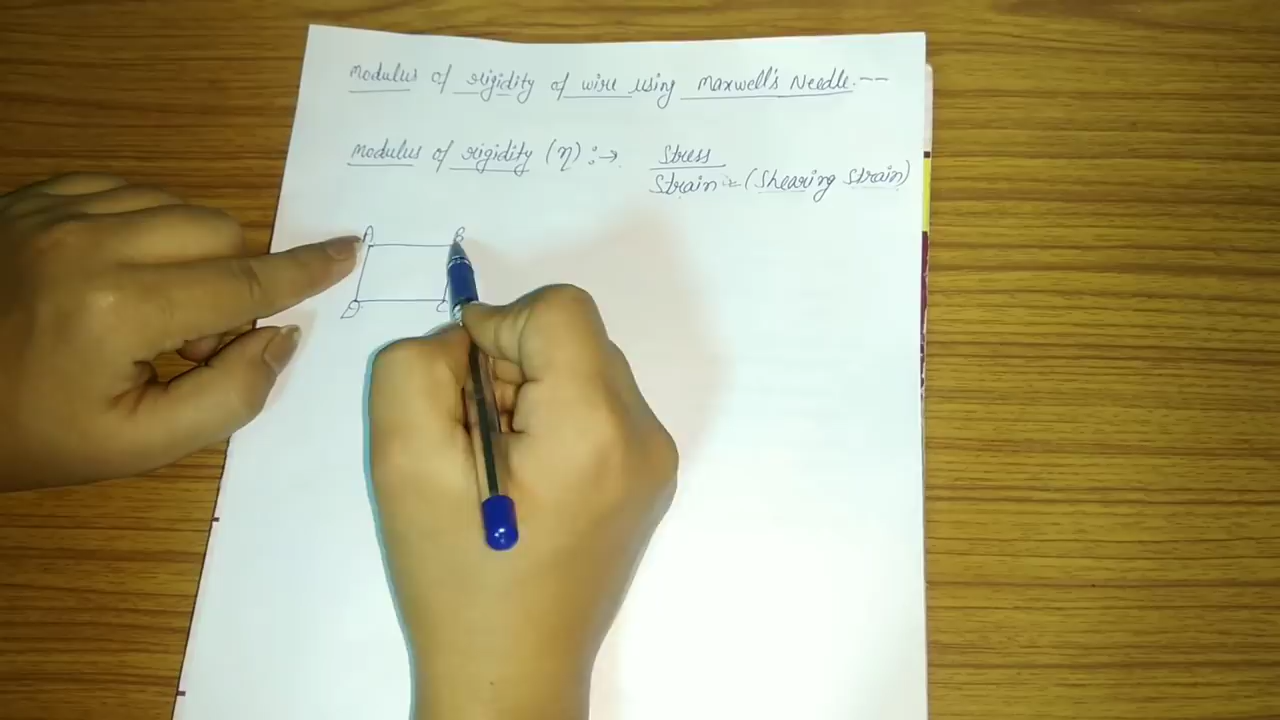 Modulus of rigidity of wire using Maxwell's Needle.--
Modulus of rigidity (η) :→ Stress
Strain = (Shearing Strain)
A B
D C